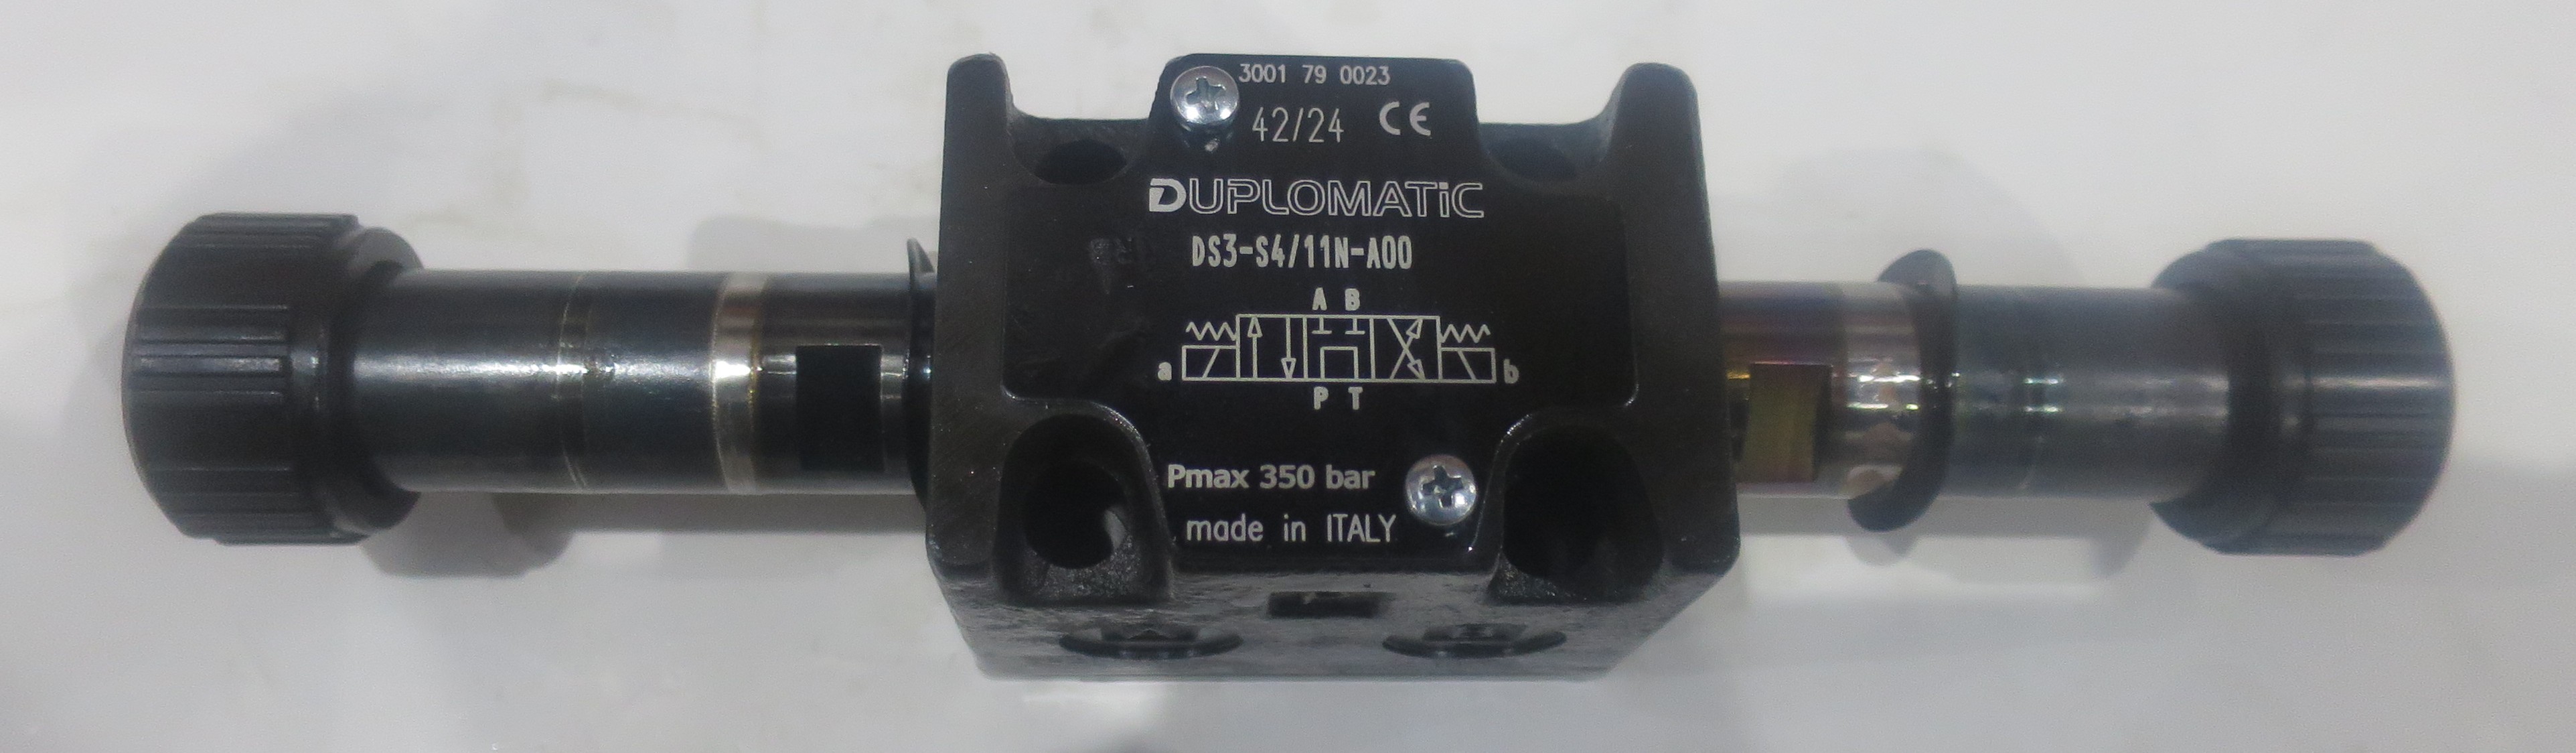 3001 79 0023
42/24 CE
DUPLOMATiC
DS3-S4/11N-A00
A B
a b
P T
Pmax 350 bar
made in ITALY